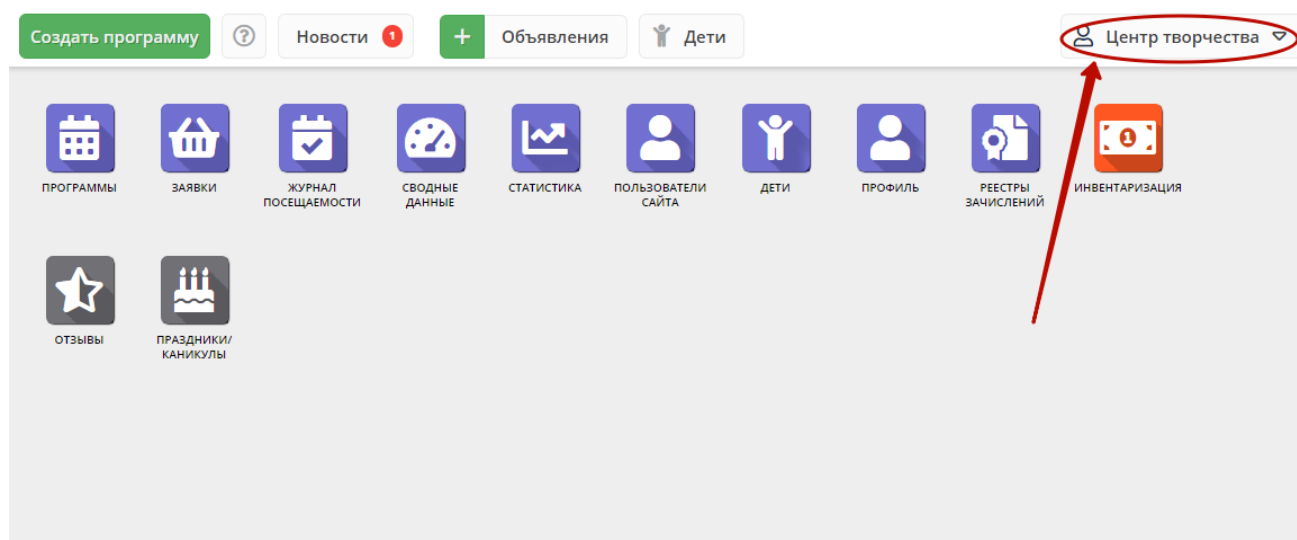 Создать программу
?
Новости 1
+ Объявления
Дети
Центр творчества
1
ПРОГРАММЫ
ЗАЯВКИ
ЖУРНАЛ
ПОСЕЩАЕМОСТИ
СВОДНЫЕ
ДАННЫЕ
СТАТИСТИКА
ПОЛЬЗОВАТЕЛИ
САЙТА
ДЕТИ
ПРОФИЛЬ
РЕЕСТРЫ
ЗАЧИСЛЕНИЙ
ИНВЕНТАРИЗАЦИЯ
ОТЗЫВЫ
ПРАЗДНИКИ/
КАНИКУЛЫ